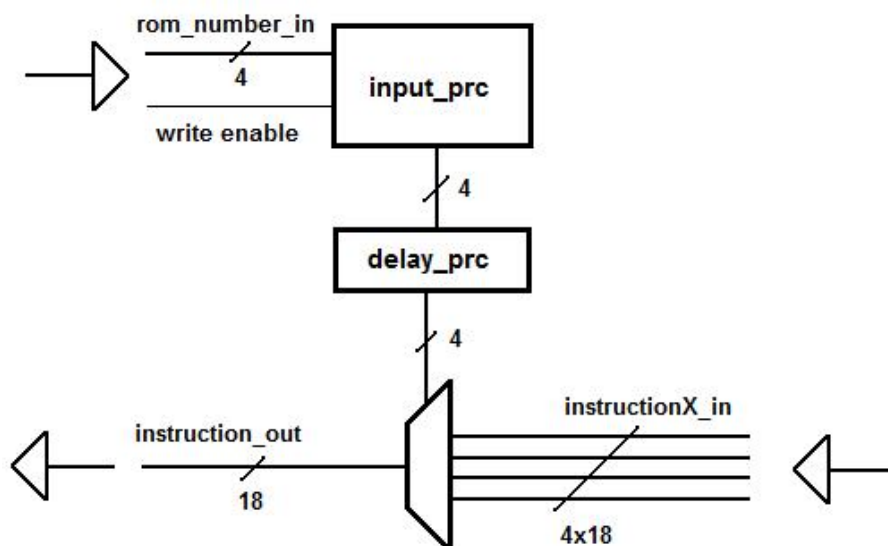 rom_number_in
4
input_prc
write enable
4
delay_prc
4
instructionX_in
instruction_out
18
4x18